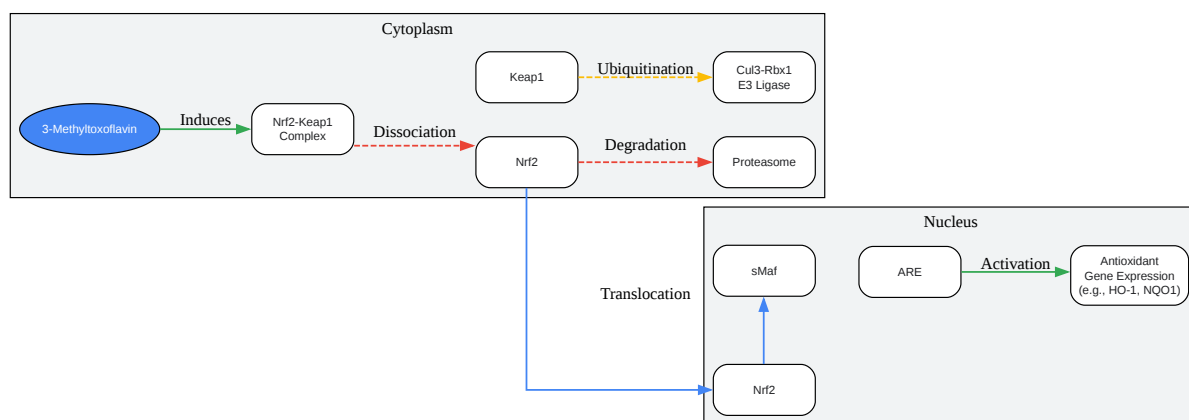 Cytoplasm
Keap1
Ubiquitination
Cul3-Rbx1
E3 Ligase
3-Methyltoxoflavin
Induces
Nrf2-Keap1
Complex
Dissociation
Nrf2
Degradation
Proteasome
Nucleus
Translocation
sMaf
ARE
Activation
Antioxidant
Gene Expression
(e.g., HO-1, NQO1)
Nrf2